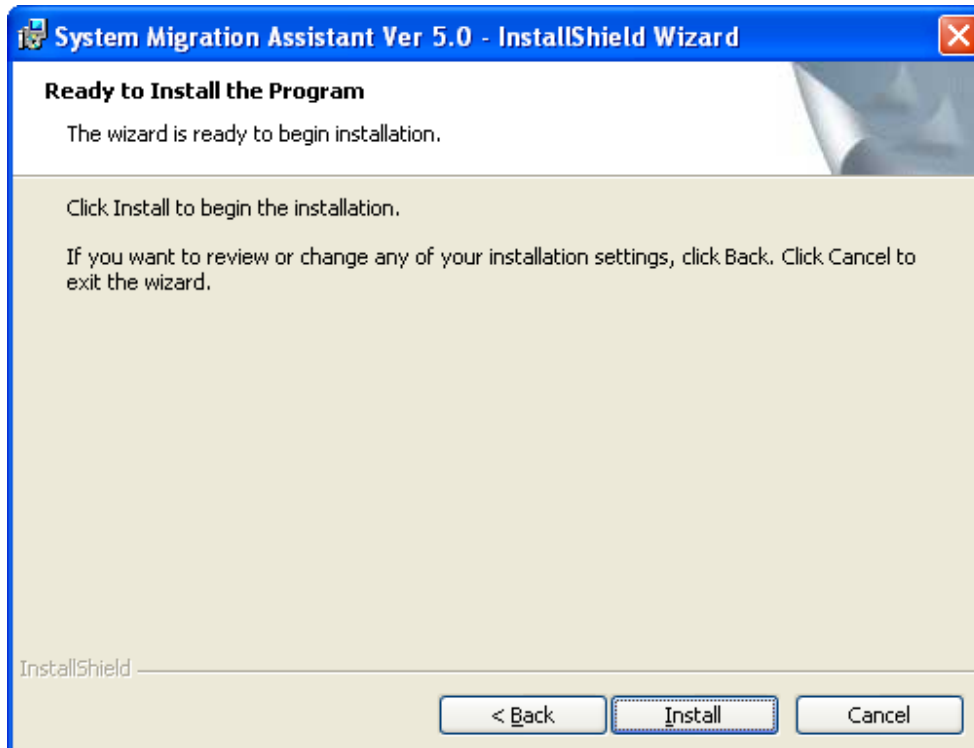 System Migration Assistant Ver 5.0 - InstallShield Wizard
Ready to Install the Program
The wizard is ready to begin installation.
Click Install to begin the installation.
If you want to review or change any of your installation settings, click Back. Click Cancel to
exit the wizard.
InstallShield
< Back Install Cancel